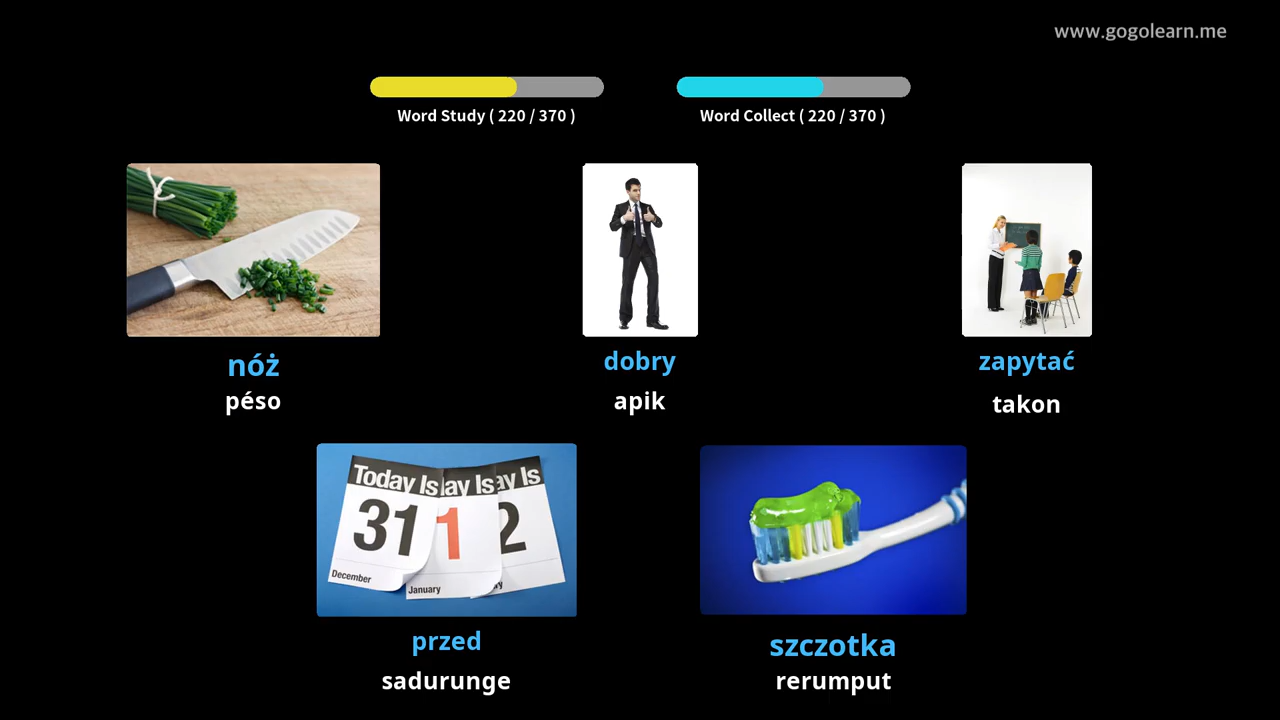 www.gogolearn.me
Word Study ( 220 / 370 )
Word Collect ( 220 / 370 )
nóż
péso
dobry
apik
zapytać
takon
Today Is
ay Is
ay Is
31
1
2
December
January
ry
przed
sadurunge
szczotka
rerumput